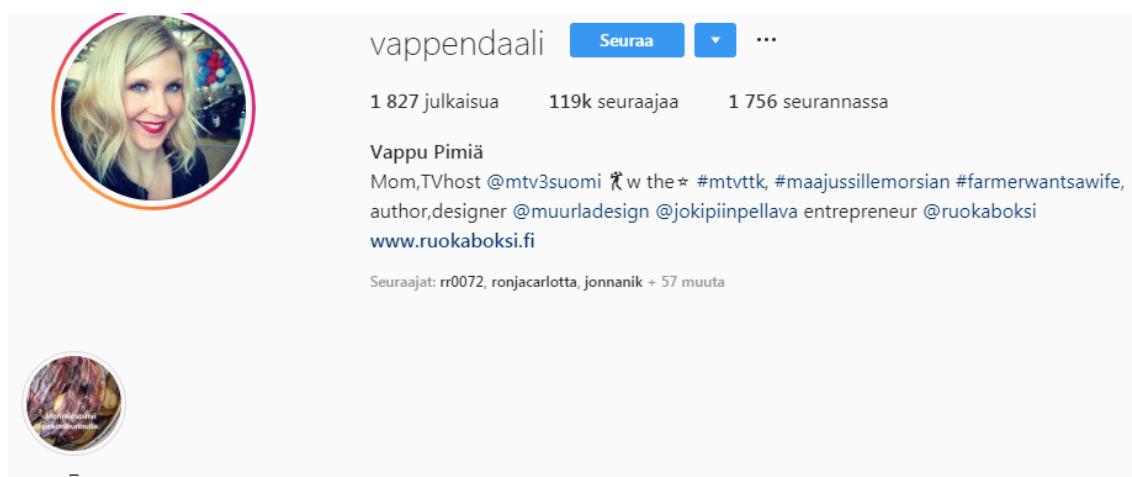 vappendaali Seuraa ▼ •••
1 827 julkaisua 119k seuraajaa 1 756 seurannassa
Vappu Pimiä
Mom,TVhost @mtv3suomi 🕺w the⭐ #mtvttk, #maajussillemorsian #farmerwantsawife,
author,designer @muurladesign @jokipiinpellava entrepreneur @ruokaboksi
www.ruokaboksi.fi
Seuraajat: rr0072, ronjacarlotta, jonnanik + 57 muuta